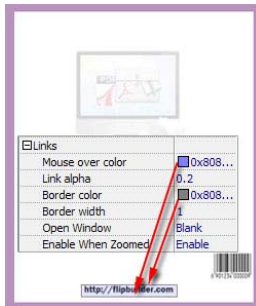 Links
Mouse over color 0x808...
Link alpha 0.2
Border color 0x808...
Border width 1
Open Window Blank
Enable When Zoomed Enable
http://flipbuilder.com